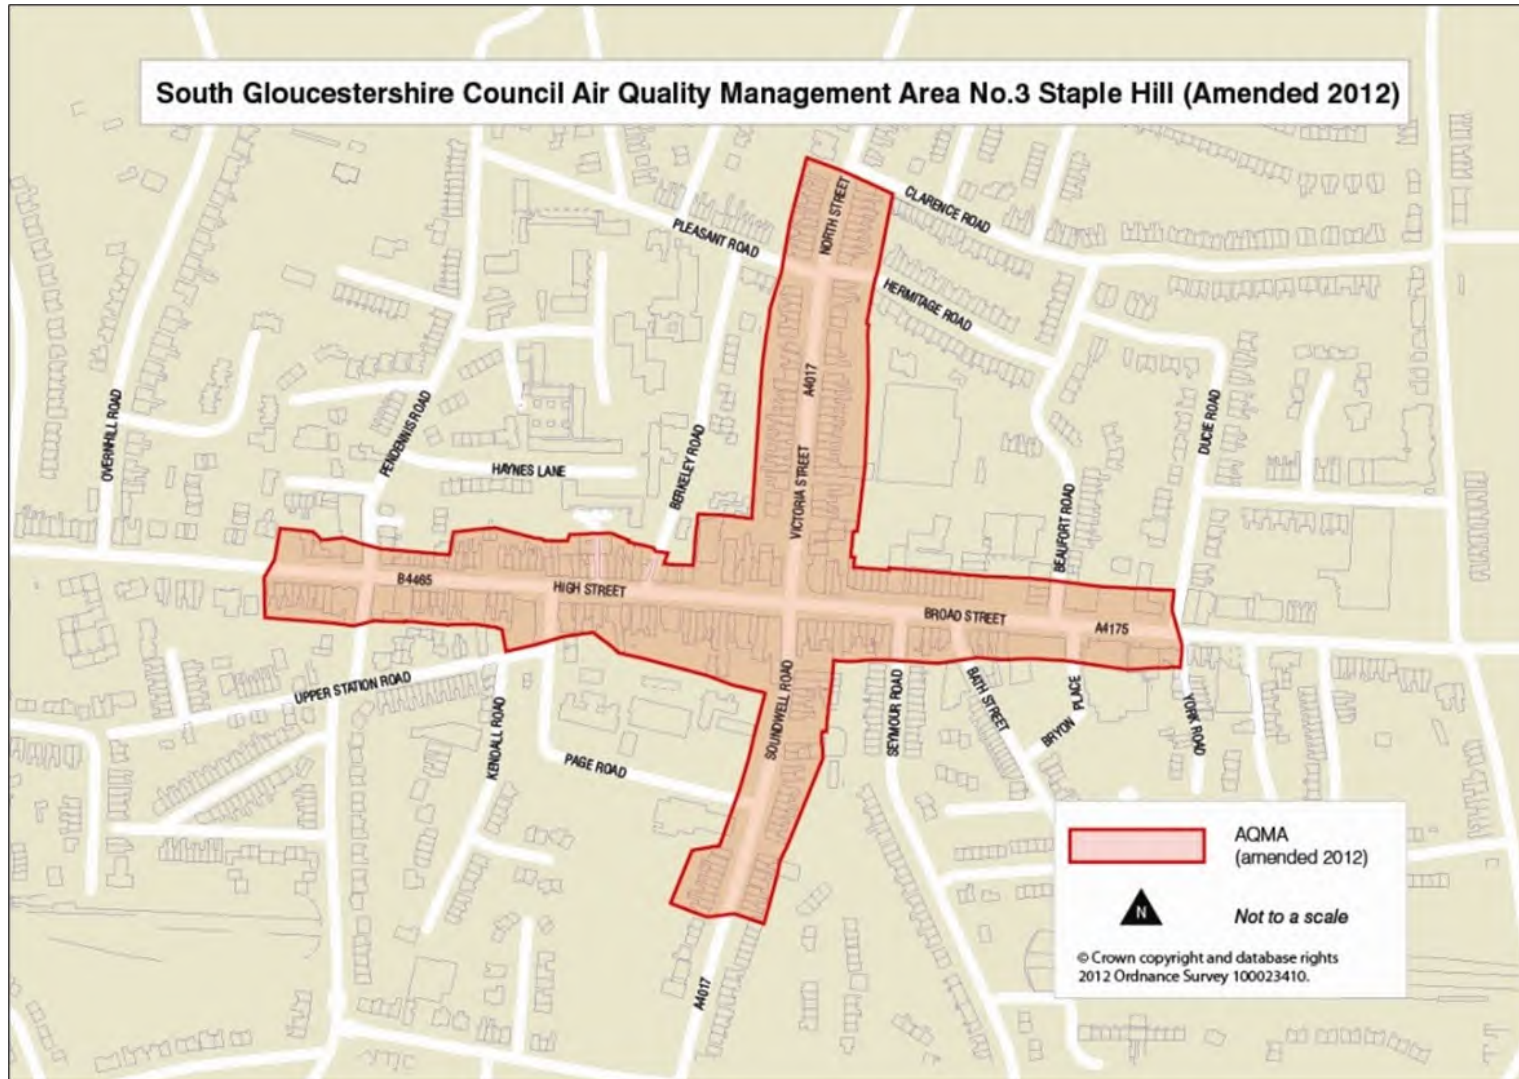 South Gloucestershire Council Air Quality Management Area No.3 Staple Hill (Amended 2012)
NORTH STREET
CLARENCE ROAD
PLEASANT ROAD
HERMITAGE ROAD
A4017
OVERNHILL ROAD
PENDENNIS ROAD
DUCIE ROAD
BERKELEY ROAD
HAYNES LANE
VICTORIA STREET
BEAUFORT ROAD
B4465
HIGH STREET
BROAD STREET
A4175
UPPER STATION ROAD
SOUNDWELL ROAD
SEYMOUR ROAD
BATH STREET
BRYON PLACE
YORK ROAD
KENDALL ROAD
PAGE ROAD
A4017
AQMA
(amended 2012)
N
Not to a scale
© Crown copyright and database rights
2012 Ordnance Survey 100023410.